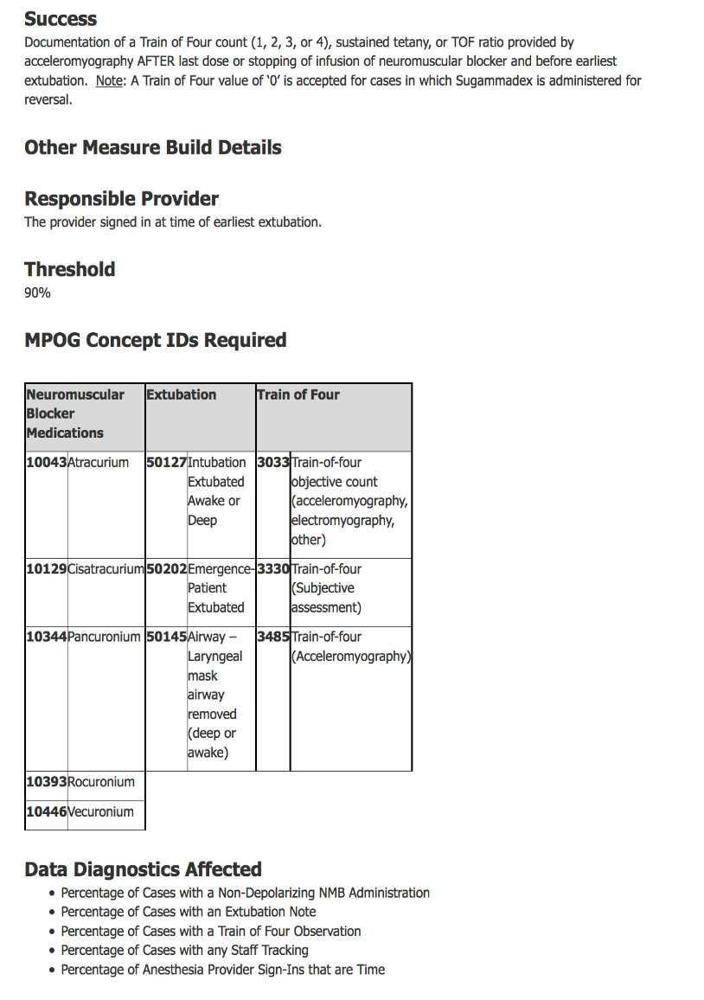 Success
Documentation of a Train of Four count (1, 2, 3, or 4), sustained tetany, or TOF ratio provided by
acceleromyography AFTER last dose or stopping of infusion of neuromuscular blocker and before earliest
extubation.  Note: A Train of Four value of ‘0’ is accepted for cases in which Sugammadex is administered for
reversal.
Other Measure Build Details
Responsible Provider
The provider signed in at time of earliest extubation.
Threshold
90%
MPOG Concept IDs Required
Neuromuscular
Blocker
Medications
Extubation
Train of Four
10043 Atracurium
50127 Intubation
Extubated
Awake or
Deep
3033 Train-of-four
objective count
(acceleromyography,
electromyography,
other)
10129 Cisatracurium
50202 Emergence-
Patient
Extubated
3330 Train-of-four
(Subjective
assessment)
10344 Pancuronium
50145 Airway –
Laryngeal
mask
airway
removed
(deep or
awake)
3485 Train-of-four
(Acceleromyography)
10393 Rocuronium
10446 Vecuronium
Data Diagnostics Affected
• Percentage of Cases with a Non-Depolarizing NMB Administration
• Percentage of Cases with an Extubation Note
• Percentage of Cases with a Train of Four Observation
• Percentage of Cases with any Staff Tracking
• Percentage of Anesthesia Provider Sign-Ins that are Time